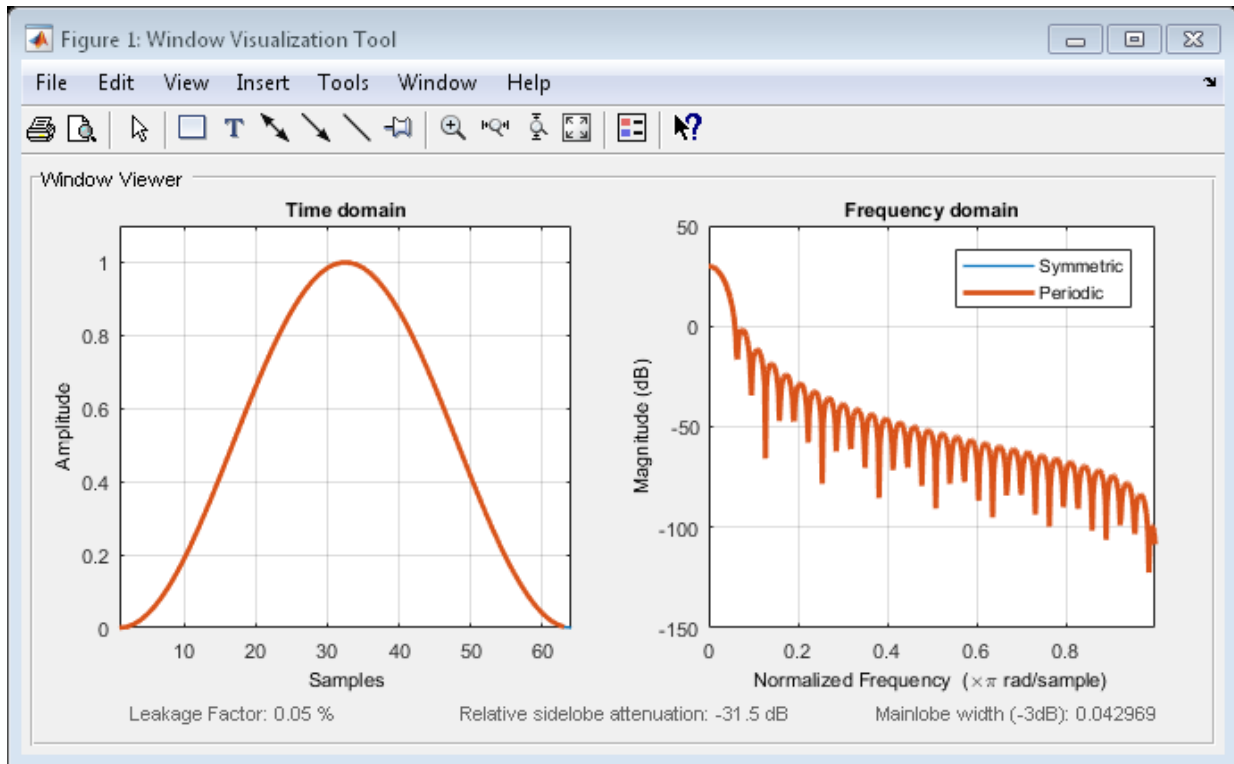 Figure 1: Window Visualization Tool
File Edit View Insert Tools Window Help
T ?
Window Viewer
Time domain
1
0.8
0.6
0.4
0.2
0
Amplitude
10 20 30 40 50 60
Samples
Frequency domain
50
0
-50
-100
-150
Magnitude (dB)
Symmetric
Periodic
0 0.2 0.4 0.6 0.8
Normalized Frequency (×π rad/sample)
Leakage Factor: 0.05 % Relative sidelobe attenuation: -31.5 dB Mainlobe width (-3dB): 0.042969